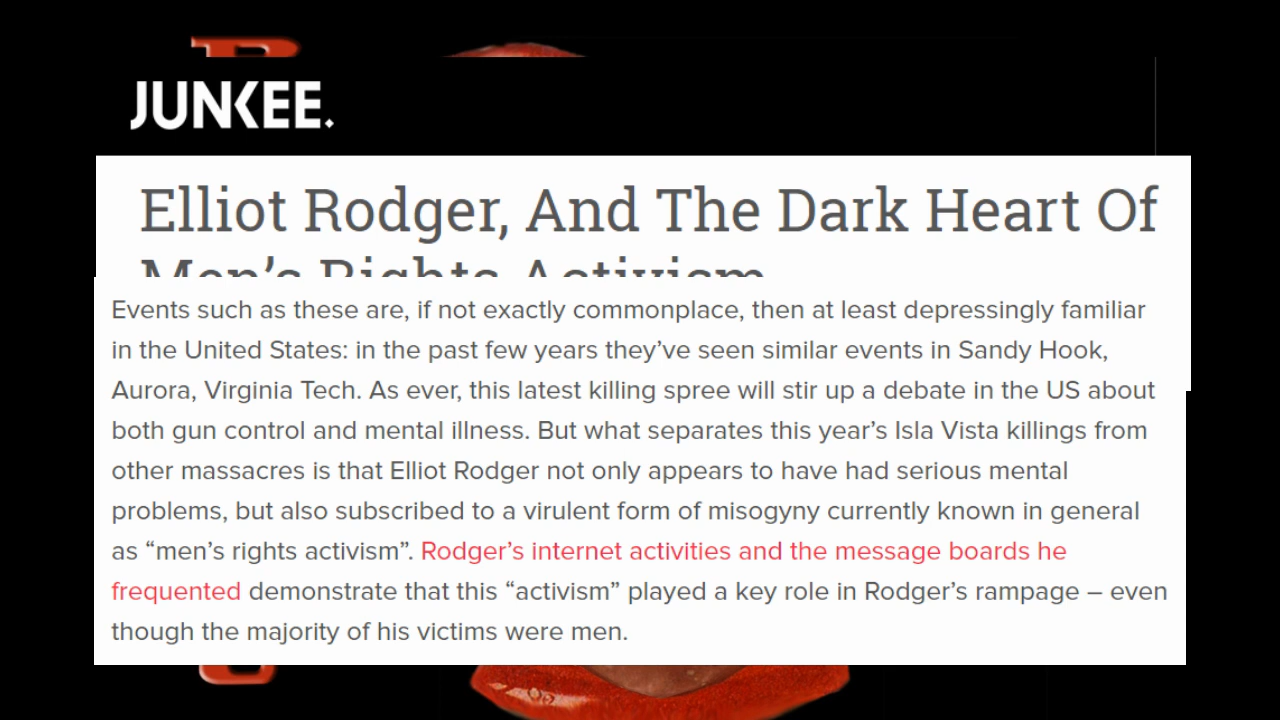 JUNKEE.
Elliot Rodger, And The Dark Heart Of
Men's Rights Activism
Events such as these are, if not exactly commonplace, then at least depressingly familiar
in the United States: in the past few years they've seen similar events in Sandy Hook,
Aurora, Virginia Tech. As ever, this latest killing spree will stir up a debate in the US about
both gun control and mental illness. But what separates this year's Isla Vista killings from
other massacres is that Elliot Rodger not only appears to have had serious mental
problems, but also subscribed to a virulent form of misogyny currently known in general
as “men's rights activism”. Rodger's internet activities and the message boards he
frequented demonstrate that this “activism” played a key role in Rodger's rampage – even
though the majority of his victims were men.